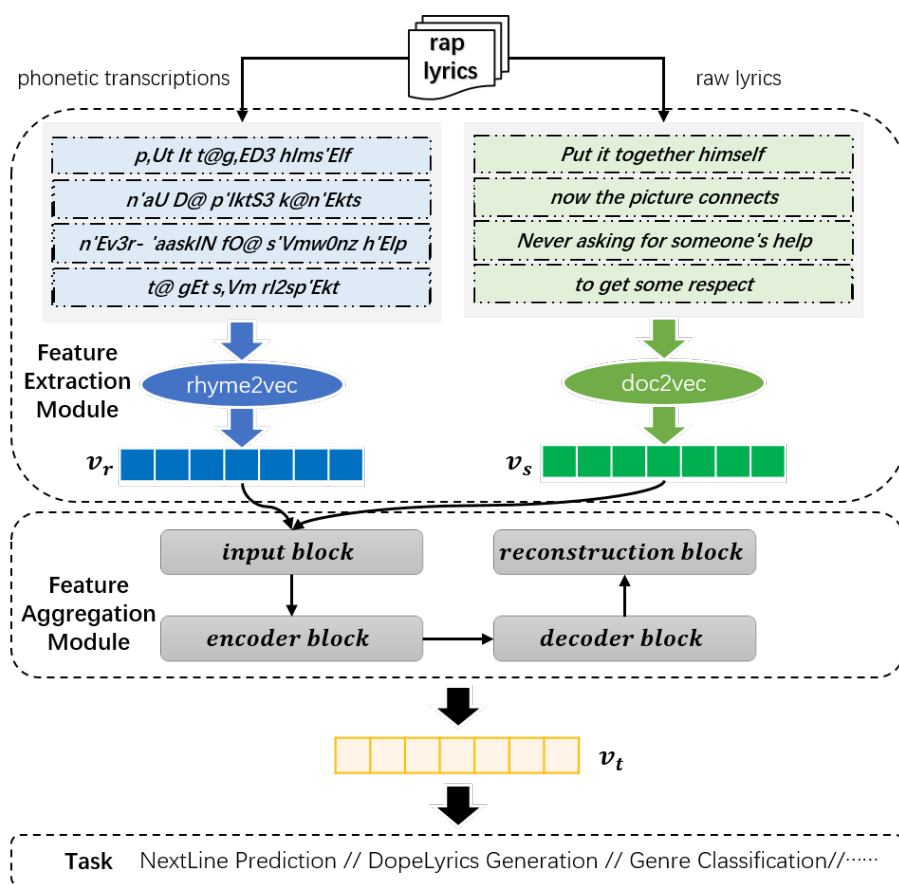 rap
lyrics
phonetic transcriptions
raw lyrics
p,Ut It t@g,ED3 hIms'Elf
n'aU D@ p'IktS3 k@n'Ekts
n'Ev3r- 'aaskIN fO@ s'Vmw0nz h'Elp
t@ gEt s,Vm rI2sp'Ekt
Put it together himself
now the picture connects
Never asking for someone's help
to get some respect
Feature
Extraction
Module
rhyme2vec
doc2vec
v_r
v_s
input block
reconstruction block
Feature
Aggregation
Module
encoder block
decoder block
v_t
Task NextLine Prediction // DopeLyrics Generation // Genre Classification//······